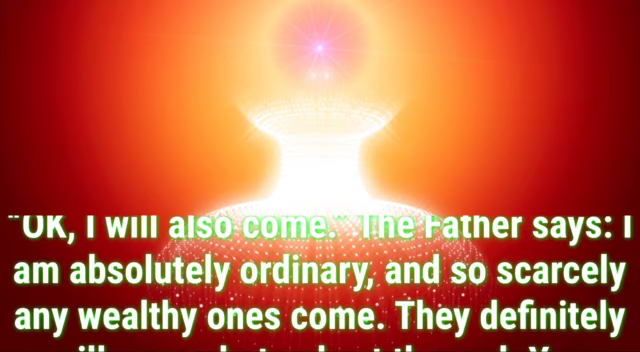 "OK, I will also come." The Father says: I
am absolutely ordinary, and so scarcely
any wealthy ones come. They definitely